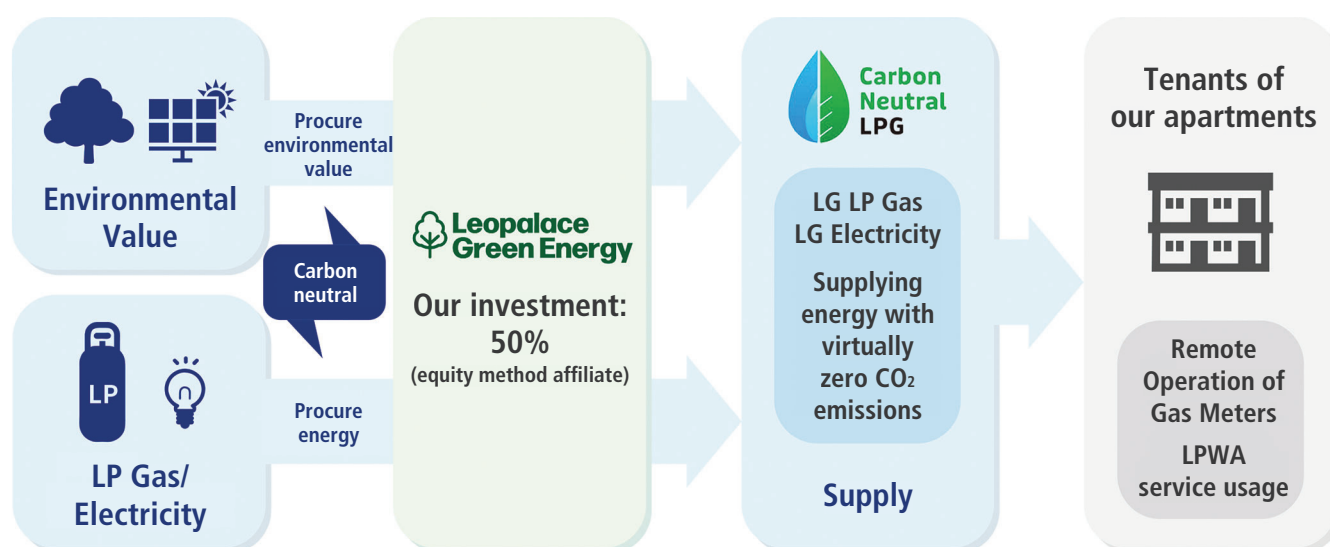 Environmental
Value
Procure
environmental
value
Carbon
neutral
LP
LP Gas/
Electricity
Procure
energy
Leopalace
Green Energy
Our investment:
50%
(equity method affiliate)
Carbon
Neutral
LPG
LG LP Gas
LG Electricity
Supplying
energy with
virtually
zero CO₂
emissions
Supply
Tenants of
our apartments
Remote
Operation of
Gas Meters
LPWA
service usage